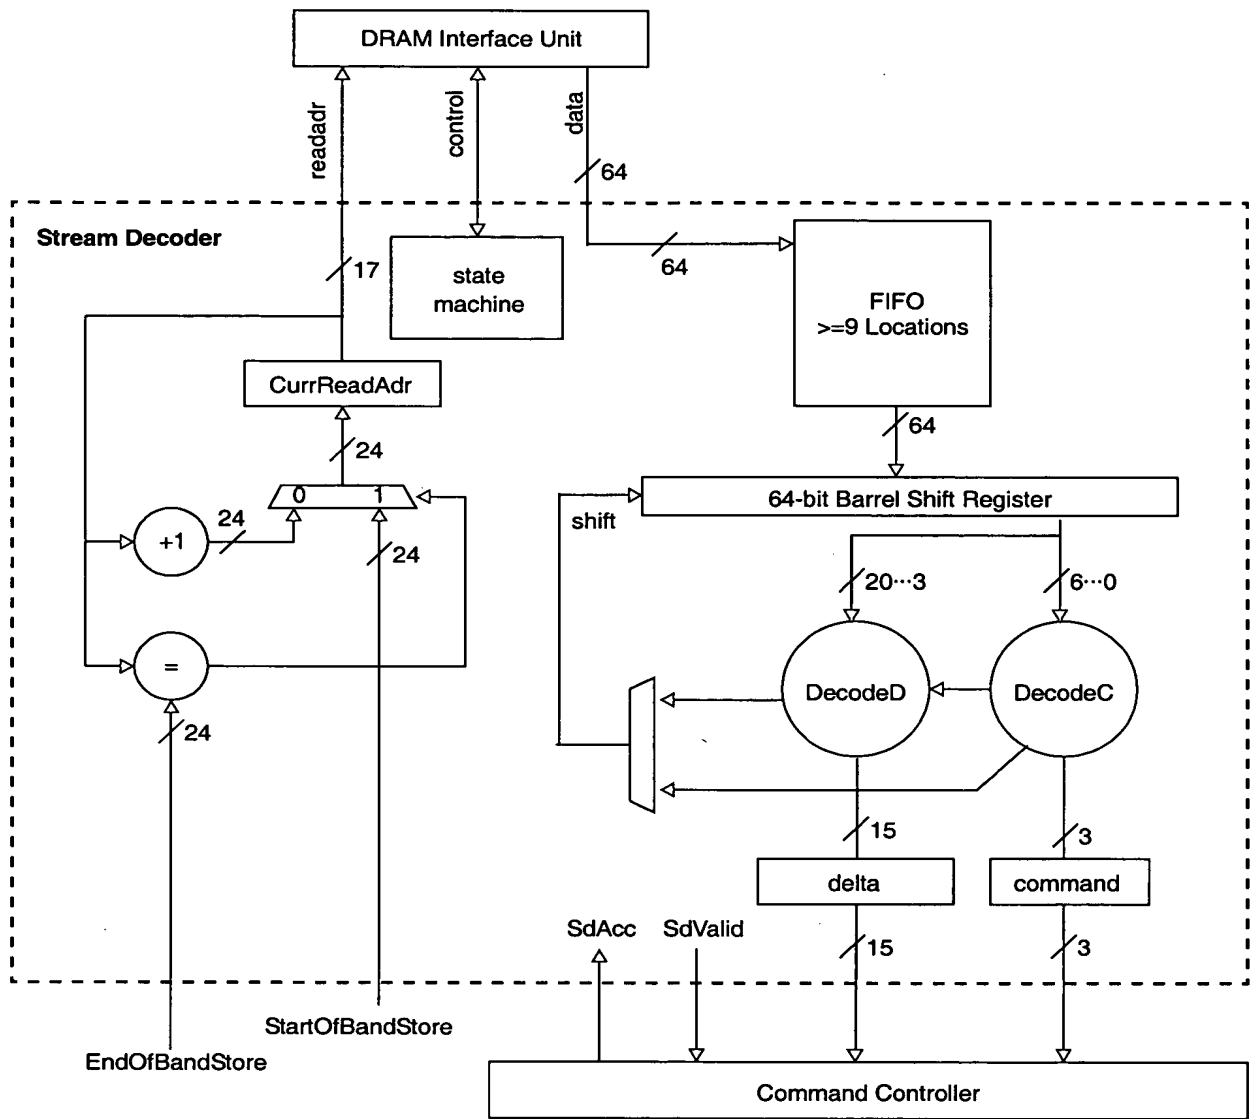 DRAM Interface Unit
readadr
control
data
64
Stream Decoder
17
state
machine
64
FIFO
>=9 Locations
CurrReadAdr
64
24
0 1
64-bit Barrel Shift Register
shift
+1
24
24
20···3
6···0
=
DecodeD
DecodeC
24
15
3
delta
command
SdAcc
SdValid
15
3
StartOfBandStore
EndOfBandStore
Command Controller